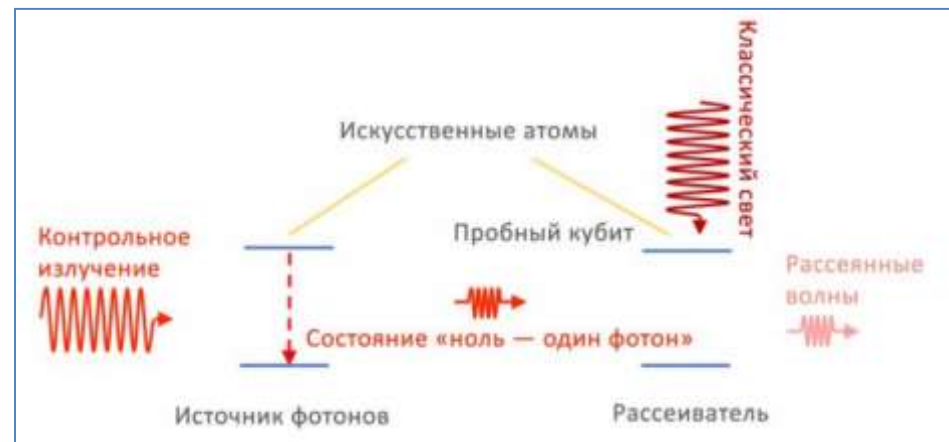 Классический свет
Искусственные атомы
Контрольное
излучение
Пробный кубит
Рассеянные
волны
Состояние «ноль — один фотон»
Источник фотонов
Рассеиватель